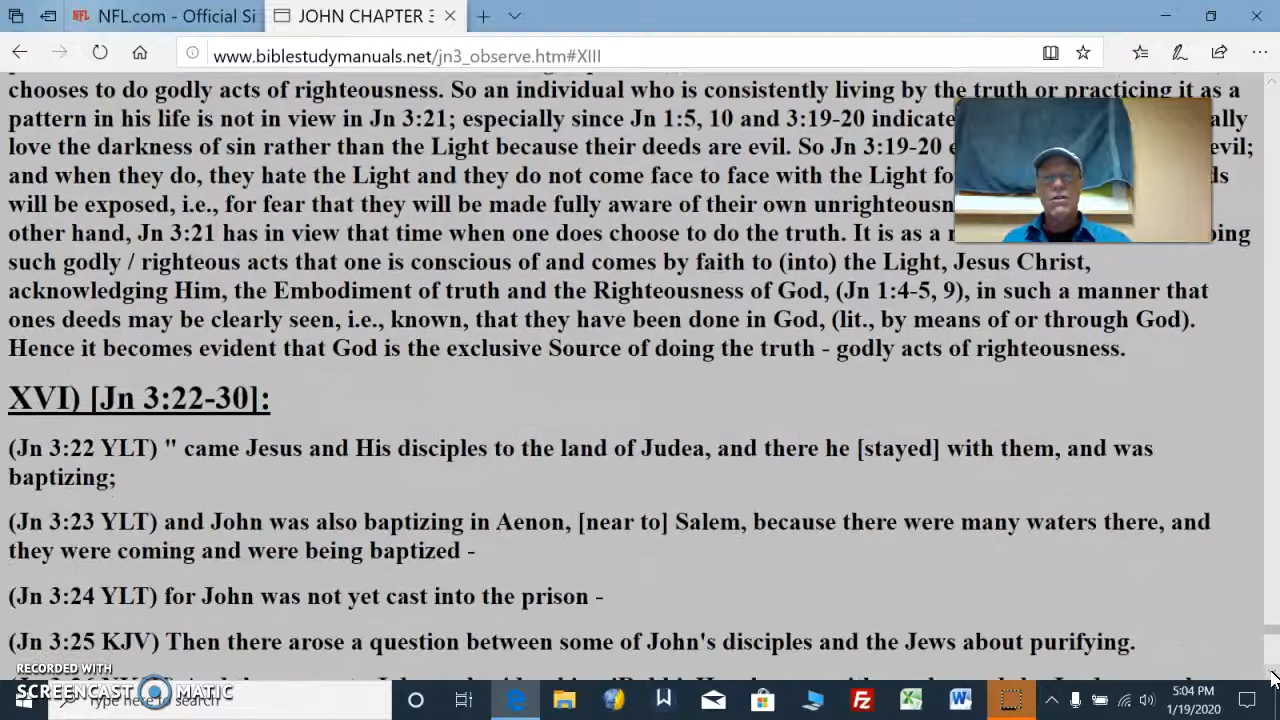 NFL.com - Official Si
JOHN CHAPTER 3
www.biblestudymanuals.net/jn3_observe.htm#XIII
chooses to do godly acts of righteousness. So an individual who is consistently living by the truth or practicing it as a
pattern in his life is not in view in Jn 3:21; especially since Jn 1:5, 10 and 3:19-20 indicate ally
love the darkness of sin rather than the Light because their deeds are evil. So Jn 3:19-20 evil;
and when they do, they hate the Light and they do not come face to face with the Light fo ds
will be exposed, i.e., for fear that they will be made fully aware of their own unrighteousn
other hand, Jn 3:21 has in view that time when one does choose to do the truth. It is as a
such godly / righteous acts that one is conscious of and comes by faith to (into) the Light, Jesus Christ,
acknowledging Him, the Embodiment of truth and the Righteousness of God, (Jn 1:4-5, 9), in such a manner that
ones deeds may be clearly seen, i.e., known, that they have been done in God, (lit., by means of or through God).
Hence it becomes evident that God is the exclusive Source of doing the truth - godly acts of righteousness.
XVI) [Jn 3:22-30]:
(Jn 3:22 YLT) " came Jesus and His disciples to the land of Judea, and there he [stayed] with them, and was
baptizing;
(Jn 3:23 YLT) and John was also baptizing in Aenon, [near to] Salem, because there were many waters there, and
they were coming and were being baptized -
(Jn 3:24 YLT) for John was not yet cast into the prison -
(Jn 3:25 KJV) Then there arose a question between some of John's disciples and the Jews about purifying.
RECORDED WITH
SCREENCAST MATIC
Type here to search
5:04 PM
1/19/2020